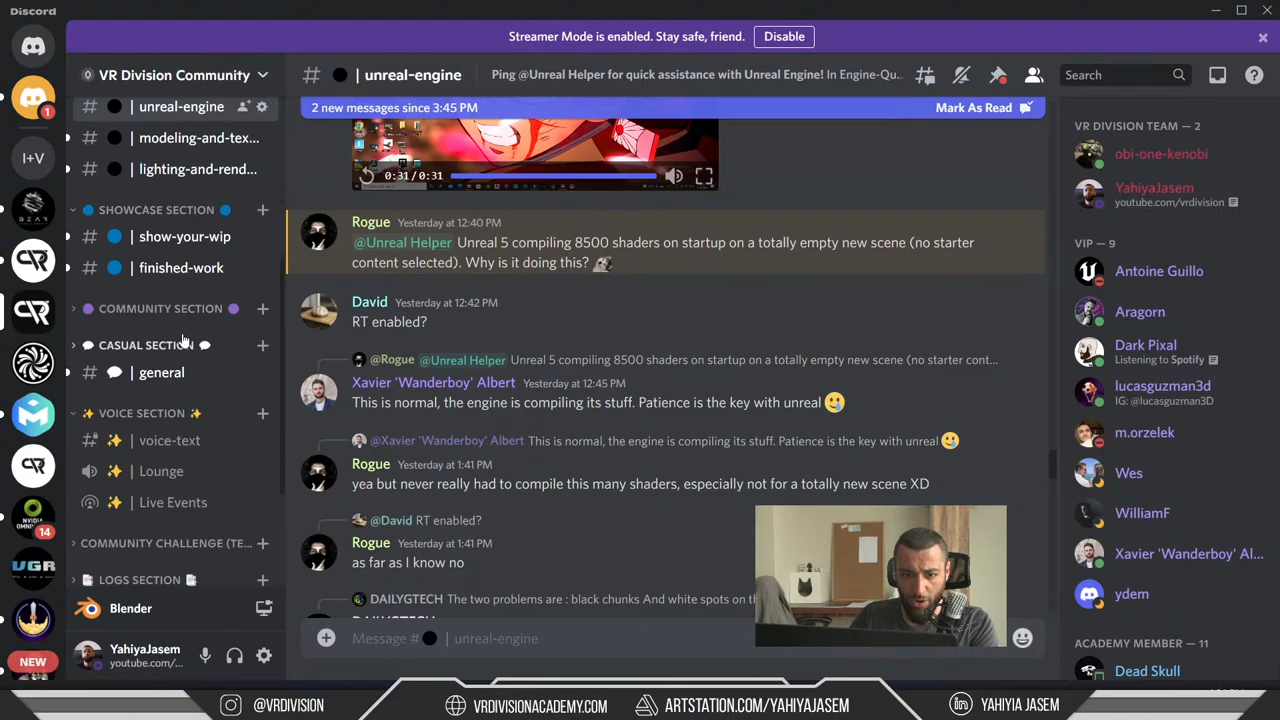 Discord
Streamer Mode is enabled. Stay safe, friend. Disable
VR Division Community
| unreal-engine
Ping @Unreal Helper for quick assistance with Unreal Engine! In Engine-Qu...
Search
| unreal-engine
| modeling-and-tex...
| lighting-and-rend...
SHOWCASE SECTION
| show-your-wip
| finished-work
COMMUNITY SECTION
CASUAL SECTION
| general
VOICE SECTION
| voice-text
| Lounge
| Live Events
COMMUNITY CHALLENGE (TE...
LOGS SECTION
Blender
YahiyaJasem
youtube.com/...
1
I+V
BZAR
NVIDIA
14
UGR
NEW
2 new messages since 3:45 PM
Mark As Read
0:31/0:31
Rogue Yesterday at 12:40 PM
@Unreal Helper Unreal 5 compiling 8500 shaders on startup on a totally empty new scene (no starter
content selected). Why is it doing this?
David Yesterday at 12:42 PM
RT enabled?
@Rogue @Unreal Helper Unreal 5 compiling 8500 shaders on startup on a totally empty new scene (no starter cont...
Xavier 'Wanderboy' Albert Yesterday at 12:45 PM
This is normal, the engine is compiling its stuff. Patience is the key with unreal
@Xavier 'Wanderboy' Albert This is normal, the engine is compiling its stuff. Patience is the key with unreal
Rogue Yesterday at 1:41 PM
yea but never really had to compile this many shaders, especially not for a totally new scene XD
@David RT enabled?
Rogue Yesterday at 1:41 PM
as far as I know no
DAILYGTECH The two problems are : black chunks And white spots on th
Message # | unreal-engine
VR DIVISION TEAM — 2
obi-one-kenobi
YahiyaJasem
youtube.com/vrdivision
VIP — 9
Antoine Guillo
Aragorn
Dark Pixal
Listening to Spotify
lucasguzman3d
IG: @lucasguzman3D
m.orzelek
Wes
WilliamF
Xavier 'Wanderboy' Al...
ydem
ACADEMY MEMBER — 11
Dead Skull
@VRDIVISION
VRDIVISIONACADEMY.COM
ARTSTATION.COM/YAHIYAJASEM
YAHIYIA JASEM